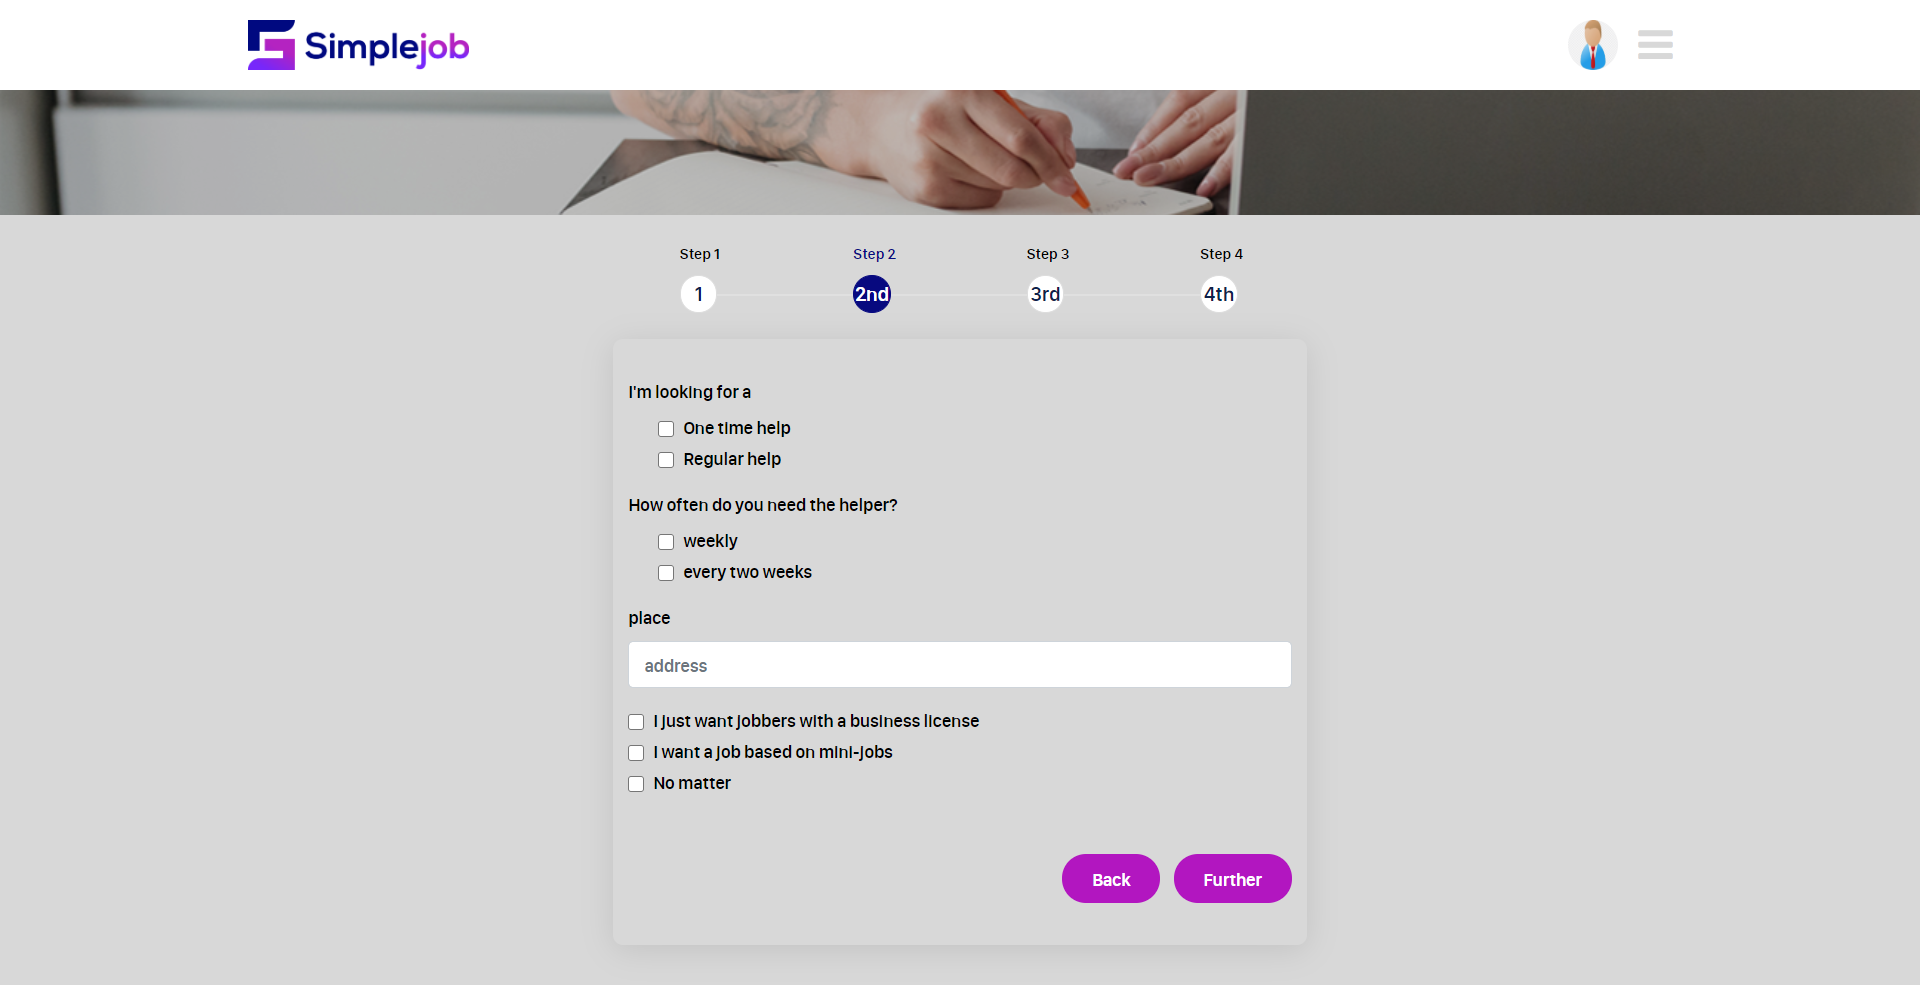 Simplejob
Step 1
Step 2
Step 3
Step 4
1
2nd
3rd
4th
I'm looking for a
One time help
Regular help
How often do you need the helper?
weekly
every two weeks
place
address
I just want jobbers with a business license
I want a job based on mini-jobs
No matter
Back
Further